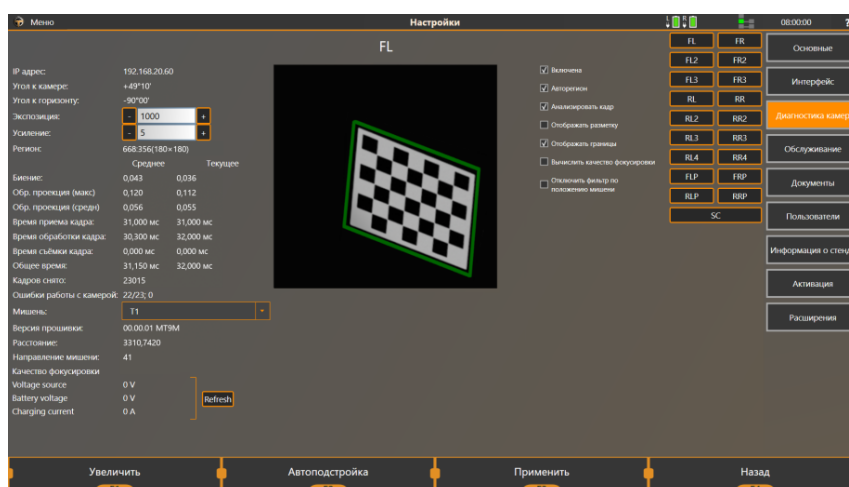 Меню
Настройки
L R
08:00:00
?
FL
IP адрес: 192.168.20.60
Угол к камере: +49°10'
Угол к горизонту: -90°00'
Экспозиция: - 1000 +
Усиление: - 5 +
Регион: 668:356(180×180)
Среднее Текущее
Биение: 0,043 0,036
Обр. проекция (макс) 0,120 0,112
Обр. проекция (средн) 0,056 0,055
Время приема кадра: 31,000 мс 31,000 мс
Время обработки кадра: 30,300 мс 32,000 мс
Время съёмки кадра: 0,000 мс 0,000 мс
Общее время: 31,150 мс 32,000 мс
Кадров снято: 23015
Ошибки работы с камерой: 22/23; 0
Мишень: T1
Версия прошивки: 00.00.01 MT9M
Расстояние: 3310,7420
Направление мишени: 41
Качество фокусировки
Voltage source 0 V
Battery voltage 0 V
Charging current 0 A
Refresh
Включена
Авторегион
Анализировать кадр
Отображать разметку
Отображать границы
Вычислить качество фокусировки
Отключить фильтр по
положению мишени
FL FR
FL2 FR2
FL3 FR3
RL RR
RL2 RR2
RL3 RR3
RL4 RR4
FLP FRP
RLP RRP
SC
Основные
Интерфейс
Диагностика камер
Обслуживание
Документы
Пользователи
Информация о стенд
Активация
Расширения
Увеличить
Автоподстройка
Применить
Назад